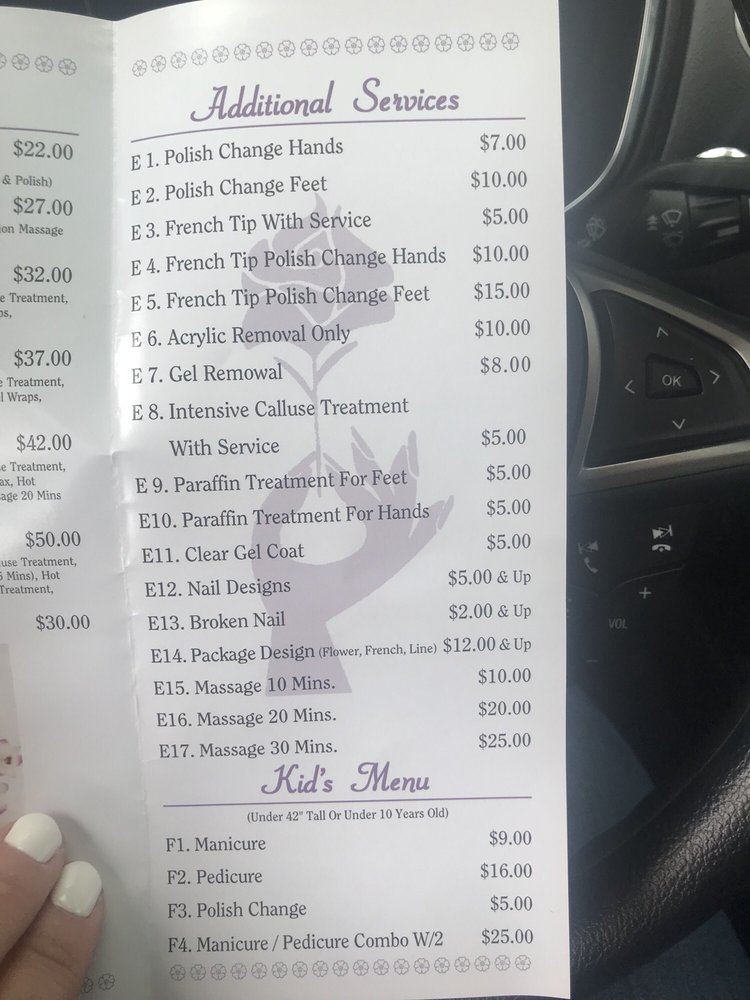 $22.00
& Polish)
$27.00
ion Massage
$32.00
e Treatment,
ps,
$37.00
e Treatment,
l Wraps,
$42.00
e Treatment,
ax, Hot
age 20 Mins
$50.00
use Treatment,
5 Mins), Hot
Treatment,
$30.00
Additional Services
E 1. Polish Change Hands $7.00
E 2. Polish Change Feet $10.00
E 3. French Tip With Service $5.00
E 4. French Tip Polish Change Hands $10.00
E 5. French Tip Polish Change Feet $15.00
E 6. Acrylic Removal Only $10.00
E 7. Gel Removal $8.00
E 8. Intensive Calluse Treatment
With Service $5.00
E 9. Paraffin Treatment For Feet $5.00
E10. Paraffin Treatment For Hands $5.00
E11. Clear Gel Coat $5.00
E12. Nail Designs $5.00 & Up
E13. Broken Nail $2.00 & Up
E14. Package Design (Flower, French, Line) $12.00 & Up
E15. Massage 10 Mins. $10.00
E16. Massage 20 Mins. $20.00
E17. Massage 30 Mins. $25.00
Kid's Menu
(Under 42" Tall Or Under 10 Years Old)
F1. Manicure $9.00
F2. Pedicure $16.00
F3. Polish Change $5.00
F4. Manicure / Pedicure Combo W/2 $25.00
OK
+
VOL